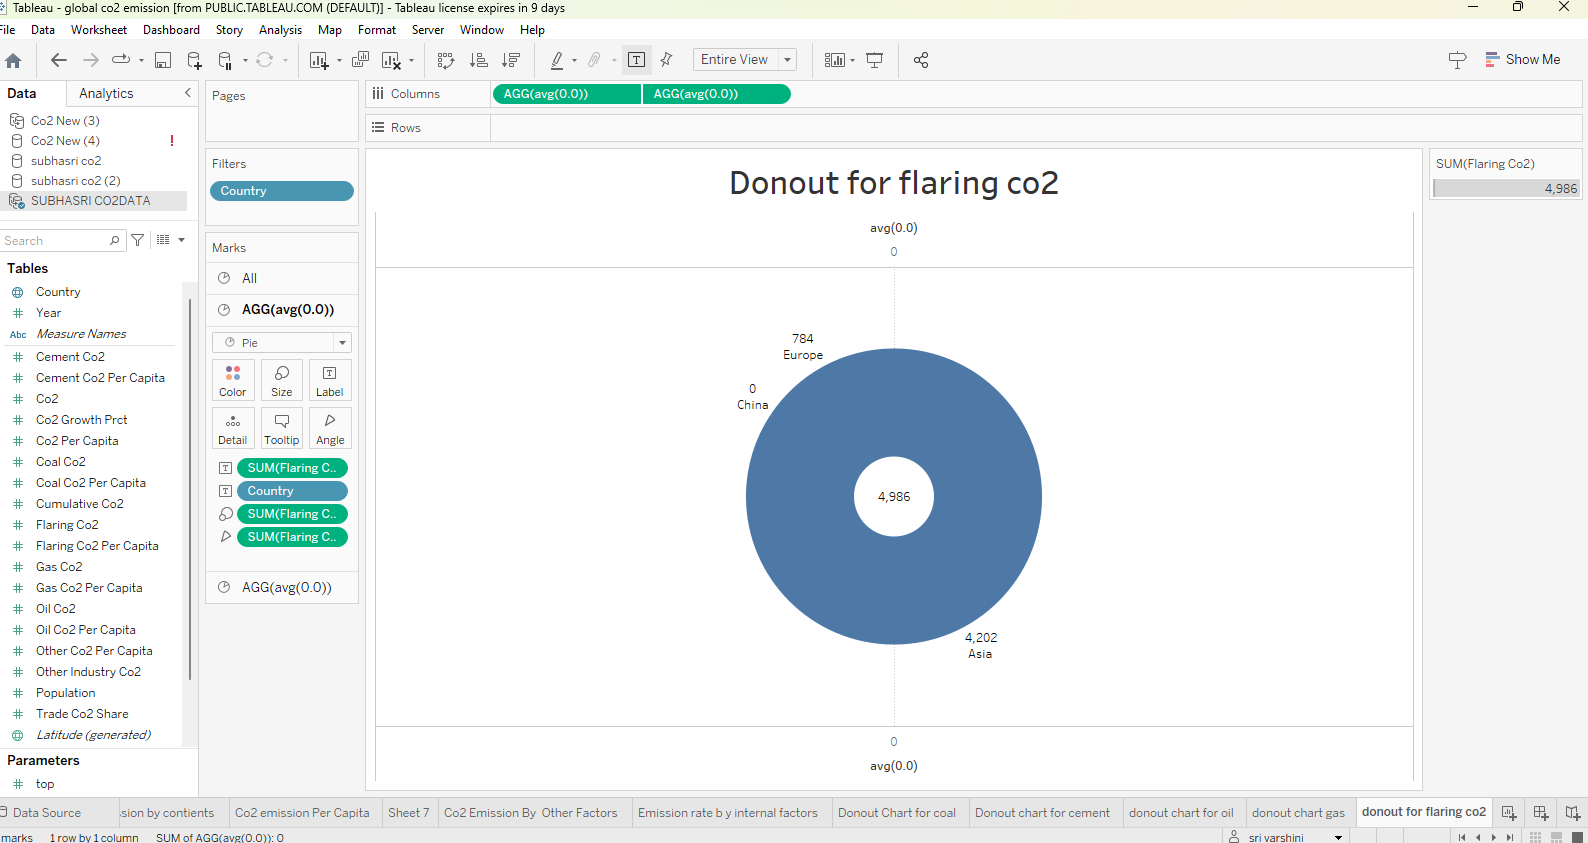 Tableau - global co2 emission [from PUBLIC.TABLEAU.COM (DEFAULT)] - Tableau license expires in 9 days
File Data Worksheet Dashboard Story Analysis Map Format Server Window Help
Entire View
Show Me
Data Analytics
Co2 New (3)
Co2 New (4) !
subhasri co2
subhasri co2 (2)
SUBHASRI CO2DATA
Search
Tables
Country
Year
Abc Measure Names
Cement Co2
Cement Co2 Per Capita
Co2
Co2 Growth Prct
Co2 Per Capita
Coal Co2
Coal Co2 Per Capita
Cumulative Co2
Flaring Co2
Flaring Co2 Per Capita
Gas Co2
Gas Co2 Per Capita
Oil Co2
Oil Co2 Per Capita
Other Co2 Per Capita
Other Industry Co2
Population
Trade Co2 Share
Latitude (generated)
Parameters
top
Pages
Filters
Country
Marks
All
AGG(avg(0.0))
Pie
Color Size Label
Detail Tooltip Angle
SUM(Flaring C..
Country
SUM(Flaring C..
SUM(Flaring C..
AGG(avg(0.0))
Columns AGG(avg(0.0)) AGG(avg(0.0))
Rows
Donout for flaring co2
avg(0.0)
0
784
Europe
0
China
4,986
4,202
Asia
0
avg(0.0)
SUM(Flaring Co2)
4,986
Data Source sion by contients Co2 emission Per Capita Sheet 7 Co2 Emission By Other Factors Emission rate b y internal factors Donut Chart for coal Donut chart for cement donut chart for oil donut chart gas donout for flaring co2
marks 1 row by 1 column SUM of AGG(avg(0.0)): 0 sri varshini